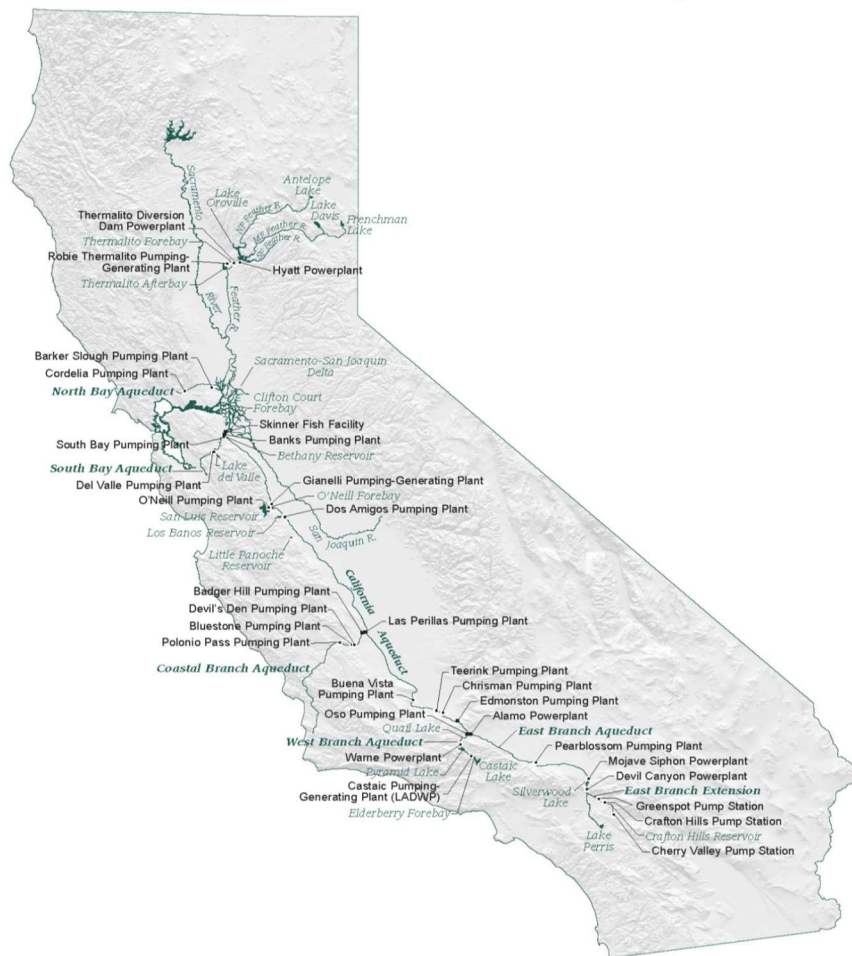 Sacramento
River
Lake
Oroville
Antelope
Lake
Lake
Davis
Frenchman
Lake
NF Feather R.
MF Feather R.
SF Feather R.
Thermalito Diversion
Dam Powerplant
Thermalito Forebay
Robie Thermalito Pumping-
Generating Plant
Thermalito Afterbay
Hyatt Powerplant
Feather R.
Barker Slough Pumping Plant
Cordelia Pumping Plant
North Bay Aqueduct
Sacramento-San Joaquin
Delta
Clifton Court
Forebay
Skinner Fish Facility
Banks Pumping Plant
Bethany Reservoir
South Bay Pumping Plant
South Bay Aqueduct
Lake
del Valle
Del Valle Pumping Plant
Gianelli Pumping-Generating Plant
O'Neill Pumping Plant
O'Neill Forebay
San Luis Reservoir
Dos Amigos Pumping Plant
Los Banos Reservoir
San
Joaquin R.
Little Panoche
Reservoir
California
Aqueduct
Badger Hill Pumping Plant
Devil's Den Pumping Plant
Bluestone Pumping Plant
Polonio Pass Pumping Plant
Las Perillas Pumping Plant
Coastal Branch Aqueduct
Buena Vista
Pumping Plant
Teerink Pumping Plant
Chrisman Pumping Plant
Edmonston Pumping Plant
Oso Pumping Plant
Alamo Powerplant
Quail Lake
East Branch Aqueduct
West Branch Aqueduct
Pearblossom Pumping Plant
Warne Powerplant
Pyramid Lake
Castaic
Lake
Mojave Siphon Powerplant
Devil Canyon Powerplant
Castaic Pumping-
Generating Plant (LADWP)
Silverwood
Lake
East Branch Extension
Elderberry Forebay
Greenspot Pump Station
Crafton Hills Pump Station
Crafton Hills Reservoir
Lake
Perris
Cherry Valley Pump Station